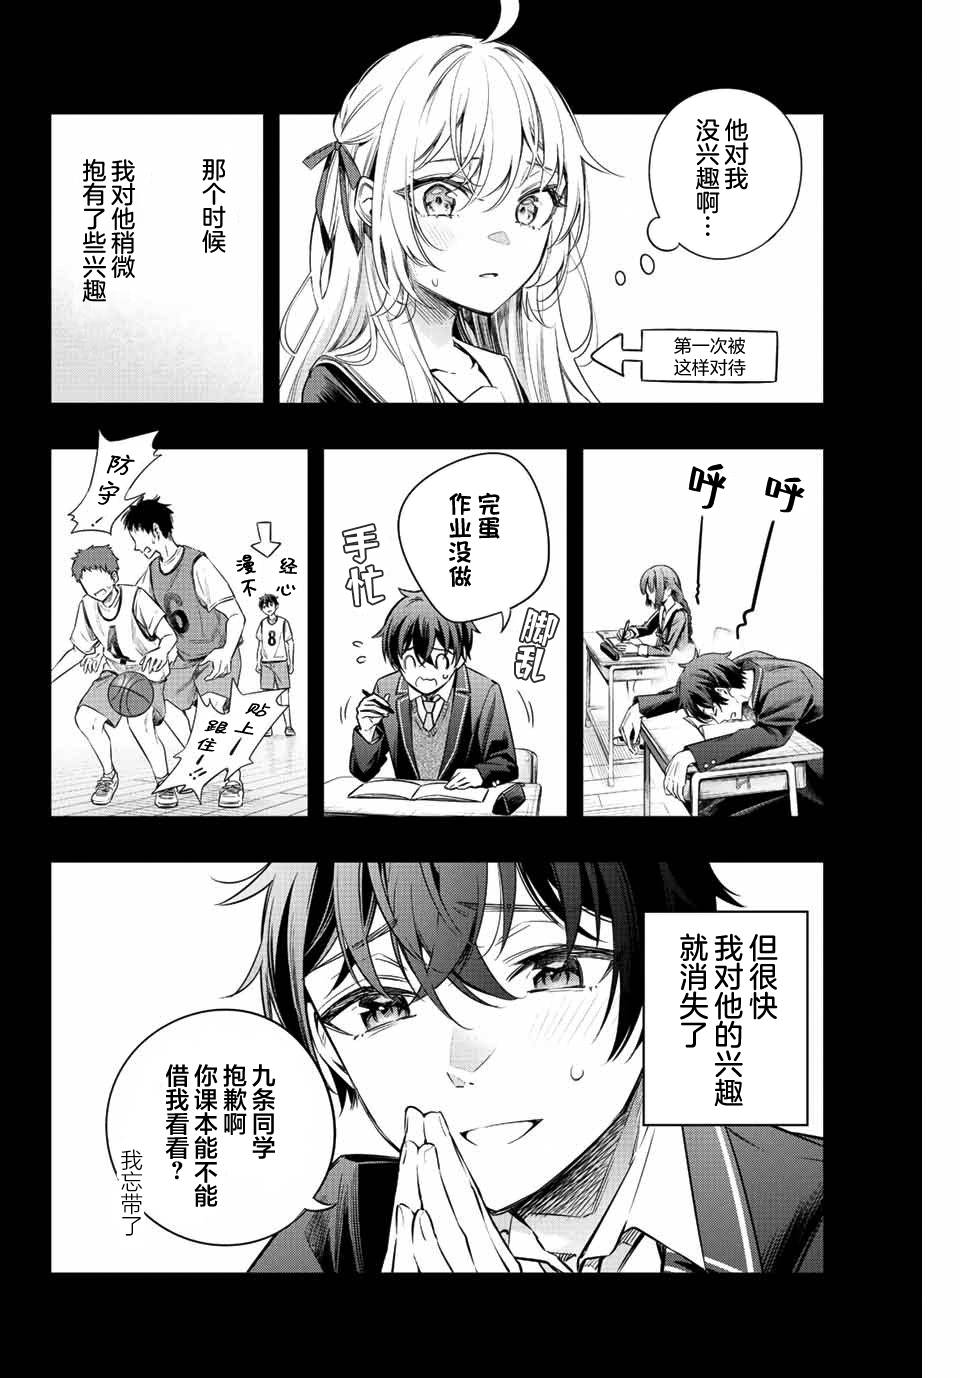 他对我
没兴趣啊…
第一次被
这样对待
那个时候
我对他稍微
抱有了些兴趣
呼
呼
完蛋
作业没做
手忙
脚乱
防守!
经心
漫不
8
6
贴上!
跟住!!
但很快
我对他的兴趣
就消失了
九条同学
抱歉啊
你课本能不能
借我看看?
我忘带了